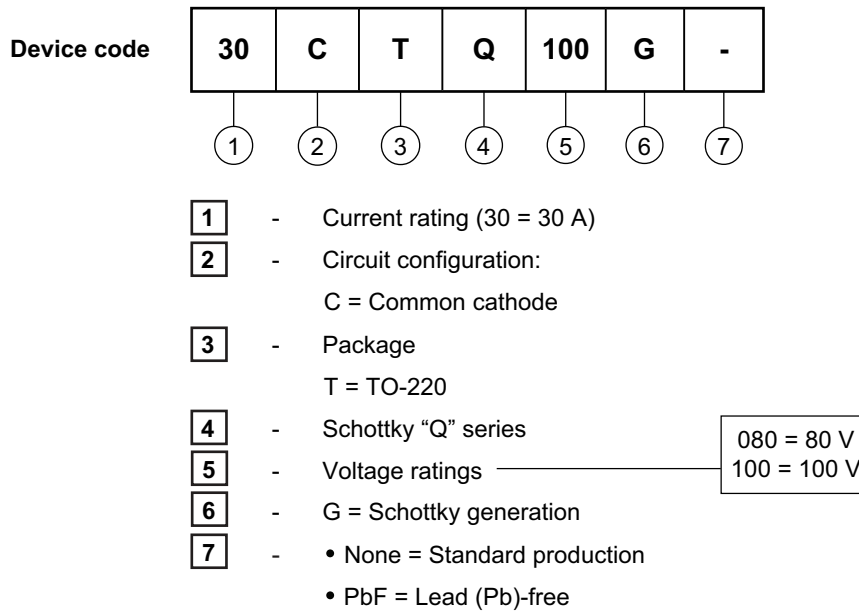 Device code 30 C T Q 100 G -
1 2 3 4 5 6 7
1 - Current rating (30 = 30 A)
2 - Circuit configuration:
C = Common cathode
3 - Package
T = TO-220
4 - Schottky “Q” series
5 - Voltage ratings
080 = 80 V
100 = 100 V
6 - G = Schottky generation
7 - • None = Standard production
• PbF = Lead (Pb)-free